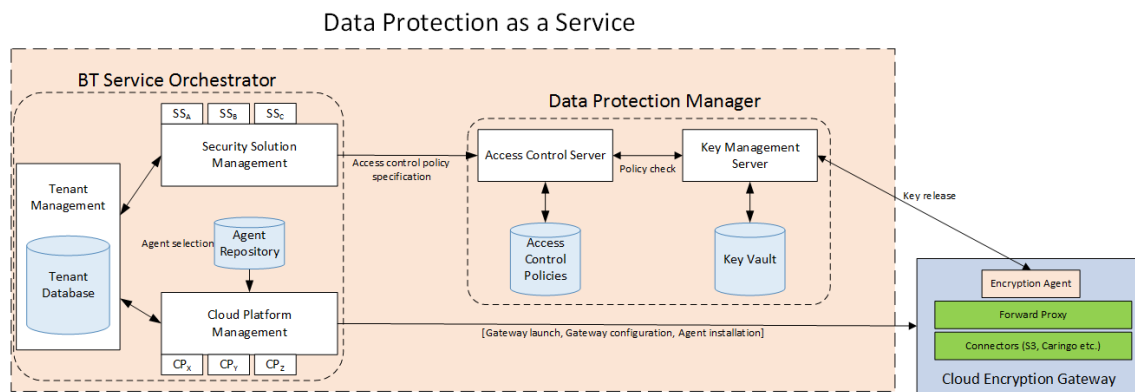 Data Protection as a Service
BT Service Orchestrator
SSA
SSB
SSC
Security Solution
Management
Tenant
Management
Tenant
Database
Agent selection
Agent
Repository
Cloud Platform
Management
CPX
CPY
CPZ
Access control policy
specification
Data Protection Manager
Access Control Server
Policy check
Key Management
Server
Access
Control
Policies
Key Vault
Key release
[Gateway launch, Gateway configuration, Agent installation]
Encryption Agent
Forward Proxy
Connectors (S3, Caringo etc.)
Cloud Encryption Gateway